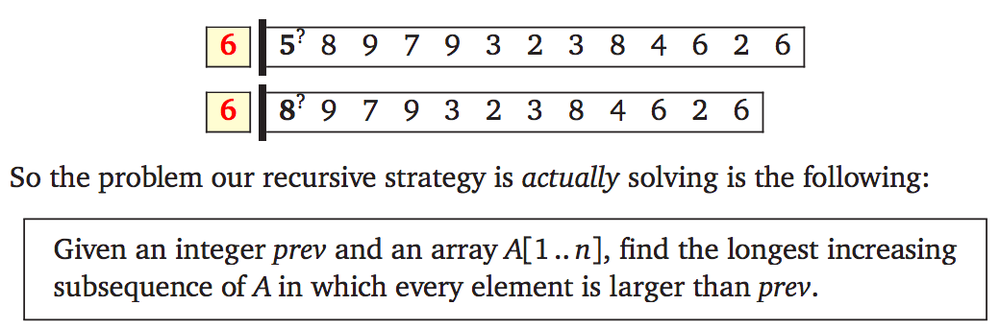 6 5? 8 9 7 9 3 2 3 8 4 6 2 6
6 8? 9 7 9 3 2 3 8 4 6 2 6
So the problem our recursive strategy is actually solving is the following:
Given an integer prev and an array A[1 .. n], find the longest increasing
subsequence of A in which every element is larger than prev.